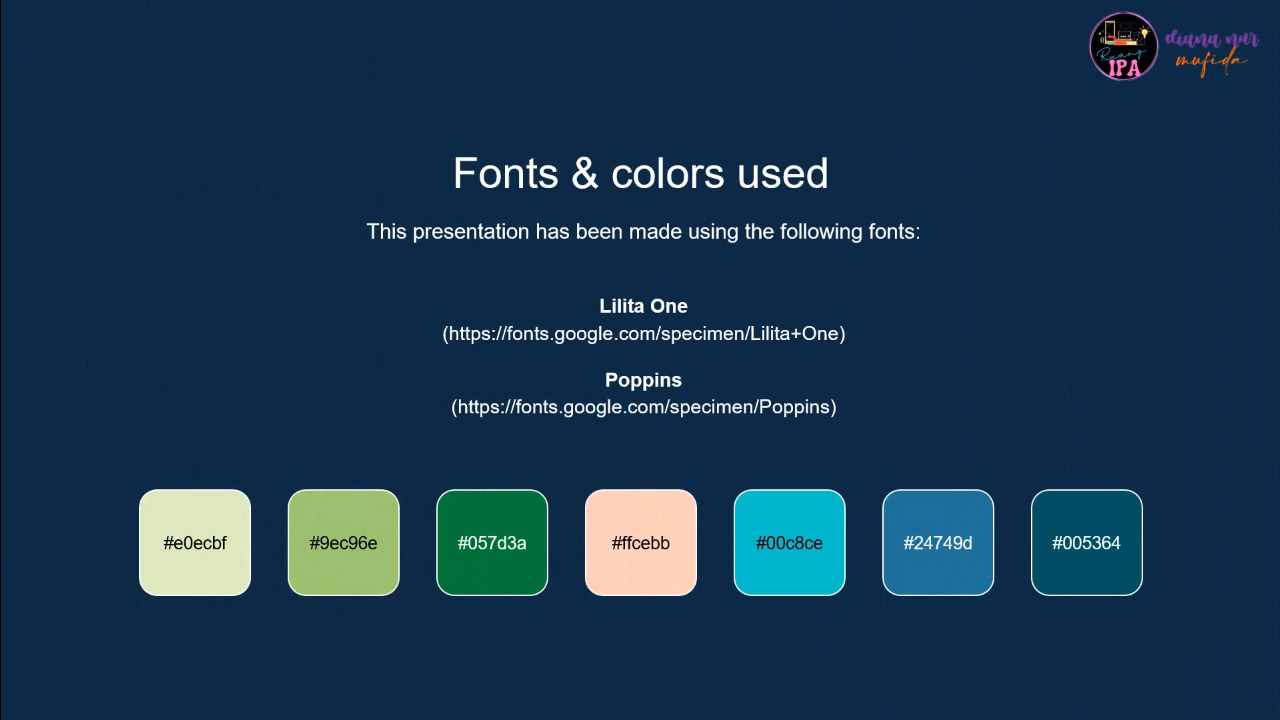 Ruang
IPA
diana nur
mufida
Fonts & colors used
This presentation has been made using the following fonts:
Lilita One
(https://fonts.google.com/specimen/Lilita+One)
Poppins
(https://fonts.google.com/specimen/Poppins)
#e0ecbf
#9ec96e
#057d3a
#ffcebb
#00c8ce
#24749d
#005364